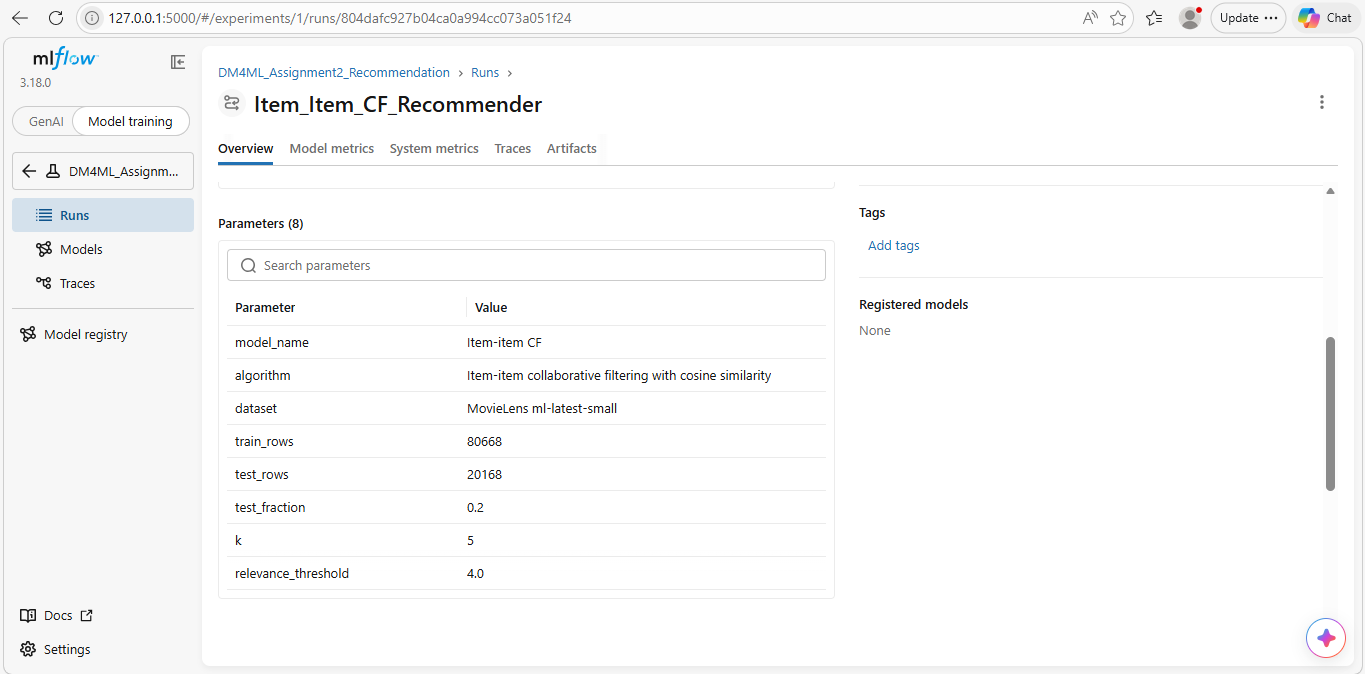 127.0.0.1:5000/#/experiments/1/runs/804dafc927b04ca0a994cc073a051f24
Update
Chat
mlflow
3.18.0
GenAI
Model training
DM4ML_Assignm...
Runs
Models
Traces
Model registry
Docs
Settings
DM4ML_Assignment2_Recommendation › Runs ›
Item_Item_CF_Recommender
Overview Model metrics System metrics Traces Artifacts
Parameters (8)
Search parameters
Parameter Value
model_name Item-item CF
algorithm Item-item collaborative filtering with cosine similarity
dataset MovieLens ml-latest-small
train_rows 80668
test_rows 20168
test_fraction 0.2
k 5
relevance_threshold 4.0
Tags
Add tags
Registered models
None